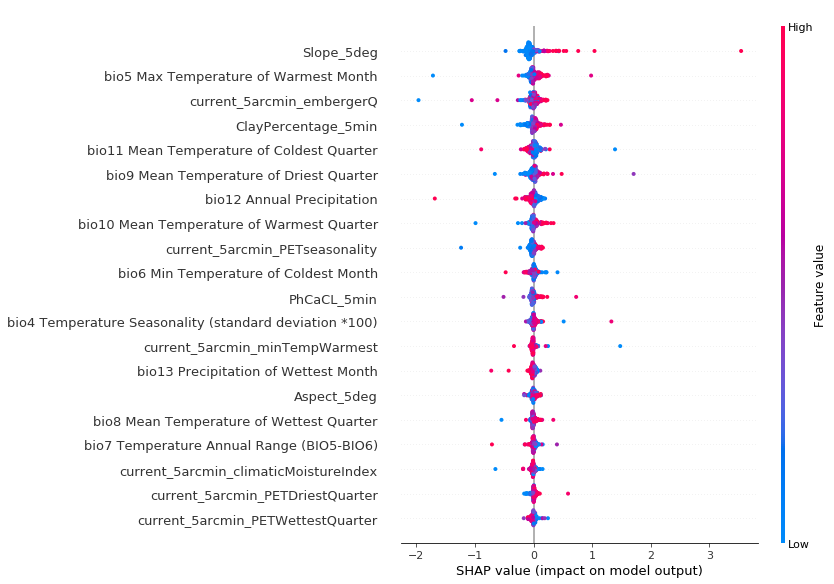 High
Slope_5deg
bio5 Max Temperature of Warmest Month
current_5arcmin_embergerQ
ClayPercentage_5min
bio11 Mean Temperature of Coldest Quarter
bio9 Mean Temperature of Driest Quarter
bio12 Annual Precipitation
bio10 Mean Temperature of Warmest Quarter
current_5arcmin_PETseasonality
bio6 Min Temperature of Coldest Month
PhCaCL_5min
bio4 Temperature Seasonality (standard deviation *100)
current_5arcmin_minTempWarmest
bio13 Precipitation of Wettest Month
Aspect_5deg
bio8 Mean Temperature of Wettest Quarter
bio7 Temperature Annual Range (BIO5-BIO6)
current_5arcmin_climaticMoistureIndex
current_5arcmin_PETDriestQuarter
current_5arcmin_PETWettestQuarter
Feature value
Low
−2 −1 0 1 2 3
SHAP value (impact on model output)